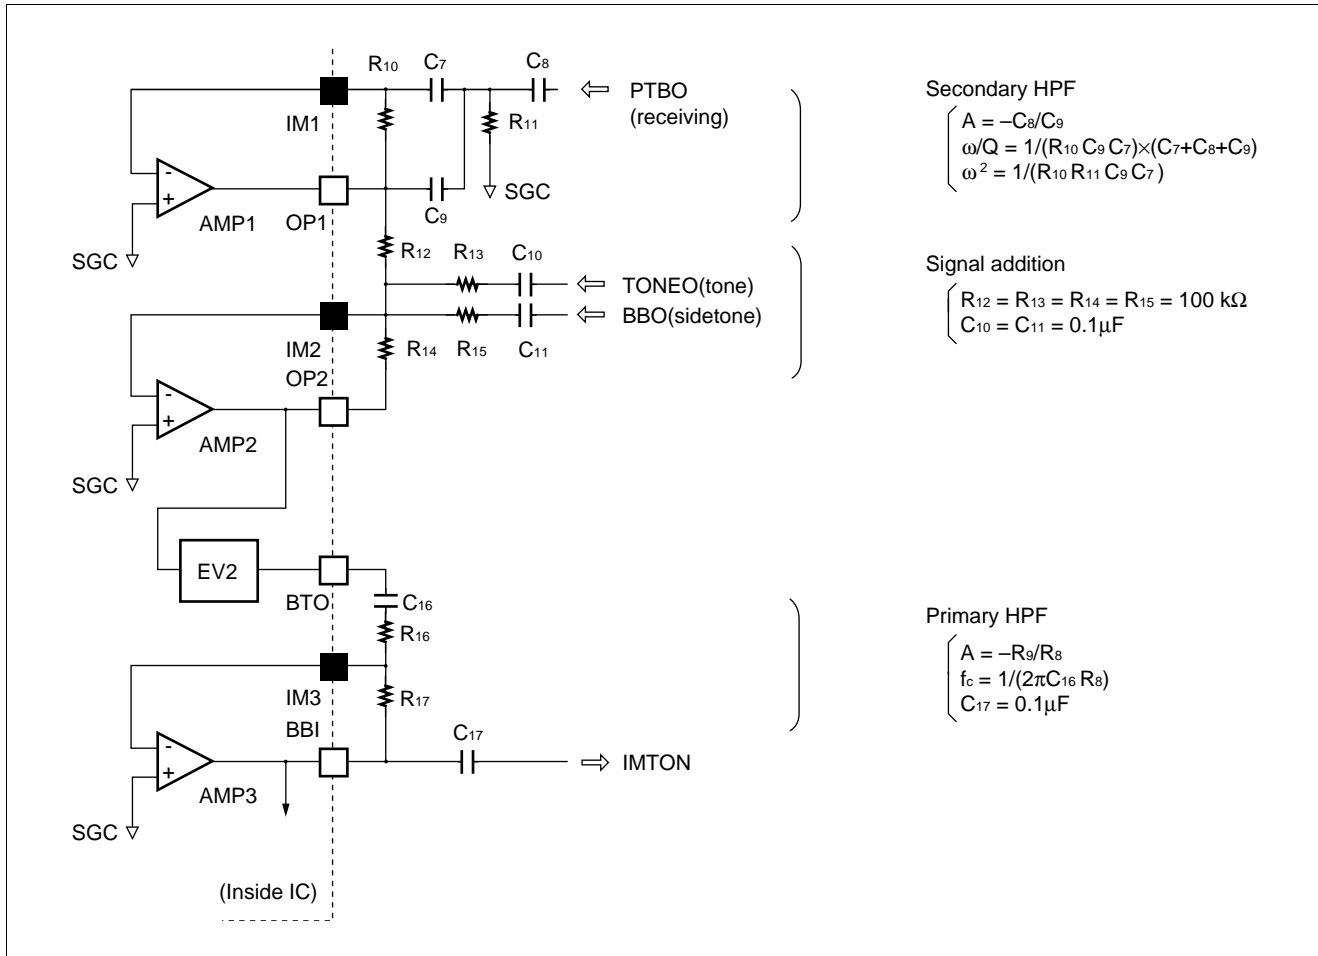 R10
C7
C8
PTBO
(receiving)
IM1
R11
SGC
-
+
AMP1
OP1
C9
SGC
R12
R13
C10
TONEO(tone)
BBO(sidetone)
IM2
R14
R15
C11
OP2
-
+
AMP2
SGC
EV2
BTO
C16
R16
IM3
R17
BBI
C17
-
+
AMP3
IMTON
SGC
(Inside IC)
Secondary HPF
A = –C8/C9
ω/Q = 1/(R10 C9 C7)×(C7+C8+C9)
ω² = 1/(R10 R11 C9 C7 )
Signal addition
R12 = R13 = R14 = R15 = 100 kΩ
C10 = C11 = 0.1μF
Primary HPF
A = –R9/R8
fc = 1/(2πC16 R8)
C17 = 0.1μF